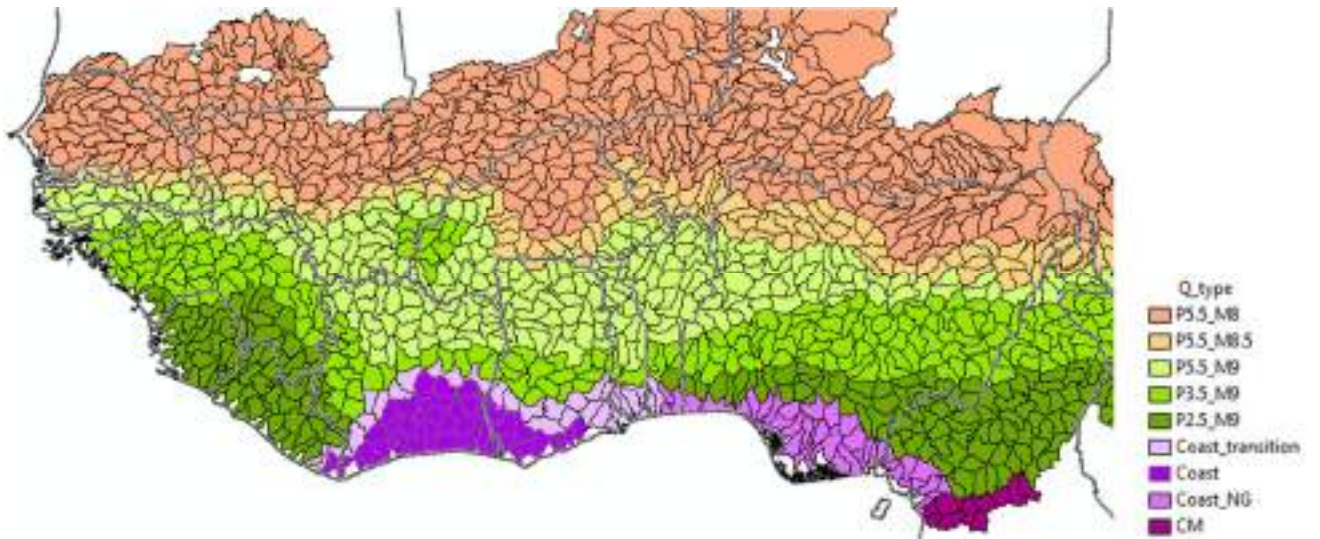 Q_type
P5.5_M8
P5.5_M8.5
P5.5_M9
P3.5_M9
P2.5_M9
Coast_transition
Coast
Coast_NG
CM